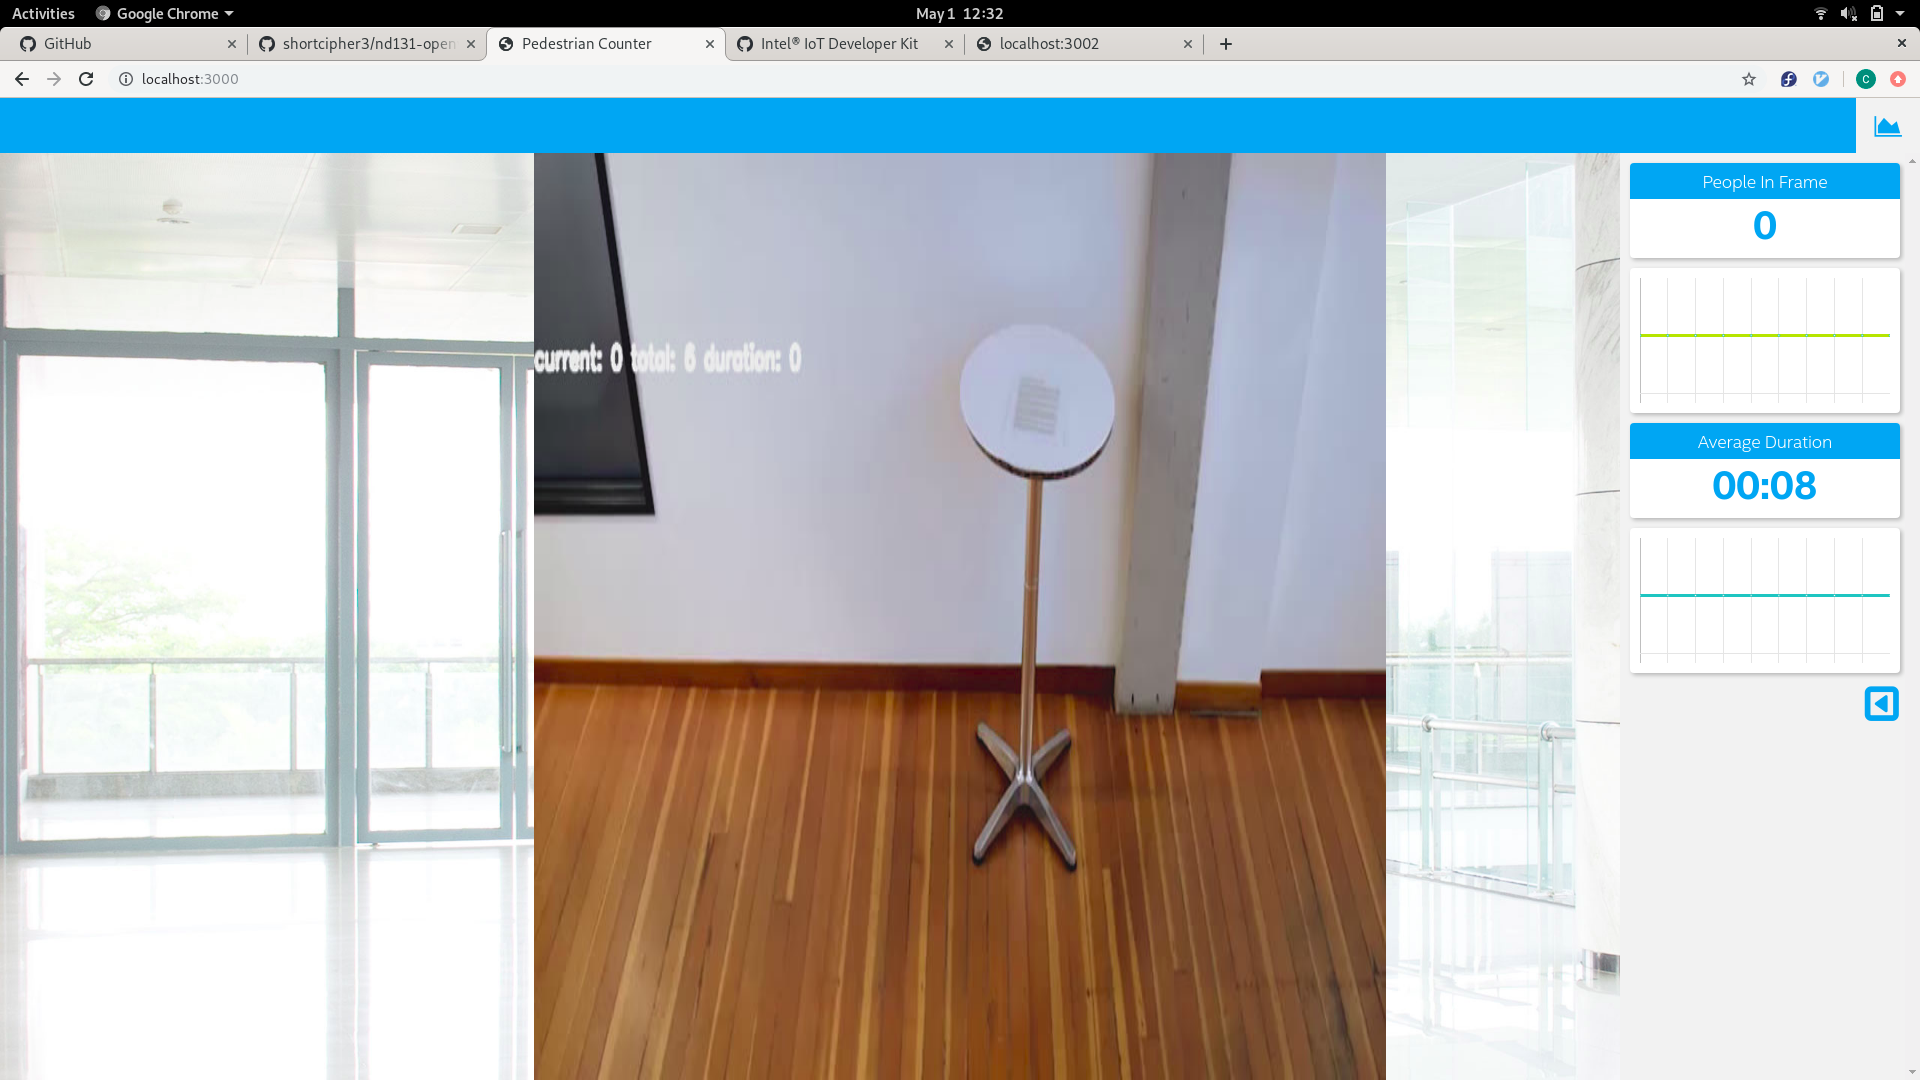 Activities
Google Chrome
May 1 12:32
GitHub
shortcipher3/nd131-open
Pedestrian Counter
Intel® IoT Developer Kit
localhost:3002
localhost:3000
C
People In Frame
0
current: 0 total: 6 duration: 0
Average Duration
00:08